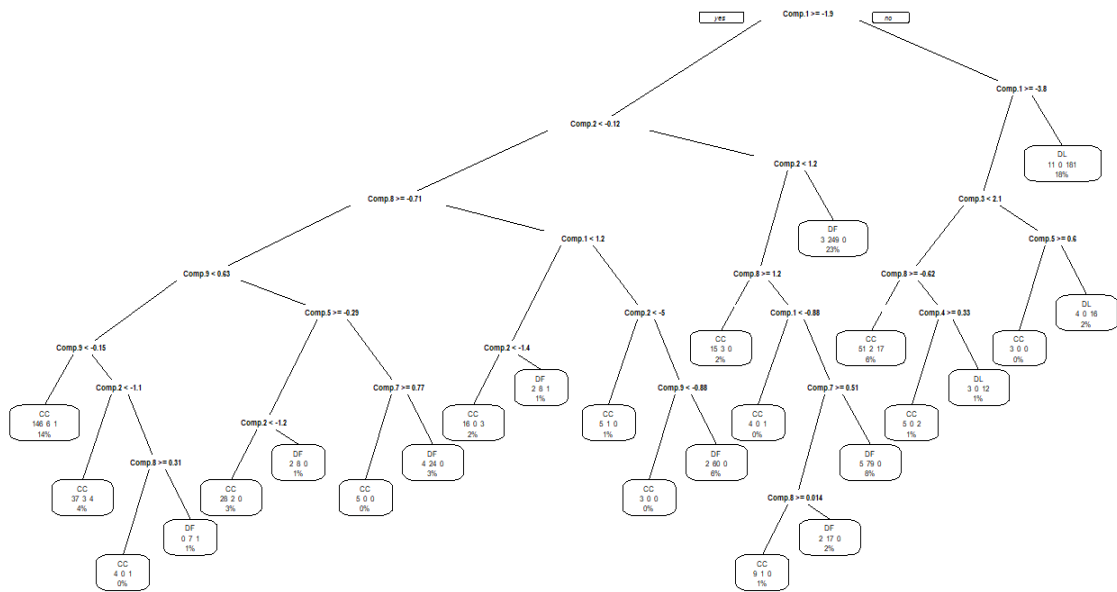 yes
Comp.1 >= -1.9
no
Comp.1 >= -3.8
Comp.2 < -0.12
DL
11 0 181
18%
Comp.2 < 1.2
Comp.8 >= -0.71
Comp.3 < 2.1
DF
3 249 0
23%
Comp.1 < 1.2
Comp.5 >= 0.6
Comp.9 < 0.63
Comp.8 >= 1.2
Comp.8 >= -0.62
DL
4 0 16
2%
Comp.5 >= -0.29
Comp.2 < -5
Comp.1 < -0.88
Comp.4 >= 0.33
CC
15 3 0
2%
CC
51 2 17
6%
CC
3 0 0
0%
Comp.9 < -0.15
Comp.2 < -1.4
DF
2 8 1
1%
DL
3 0 12
1%
Comp.2 < -1.1
Comp.7 >= 0.77
Comp.9 < -0.88
Comp.7 >= 0.51
CC
146 6 1
14%
CC
16 0 3
2%
CC
5 1 0
1%
CC
4 0 1
0%
CC
5 0 2
1%
Comp.2 < -1.2
DF
2 8 0
1%
DF
4 24 0
3%
DF
2 60 0
6%
DF
5 79 0
8%
Comp.8 >= 0.31
CC
37 3 4
4%
CC
28 2 0
3%
CC
5 0 0
0%
CC
3 0 0
0%
Comp.8 >= 0.014
DF
0 7 1
1%
DF
2 17 0
2%
CC
4 0 1
0%
CC
9 1 0
1%